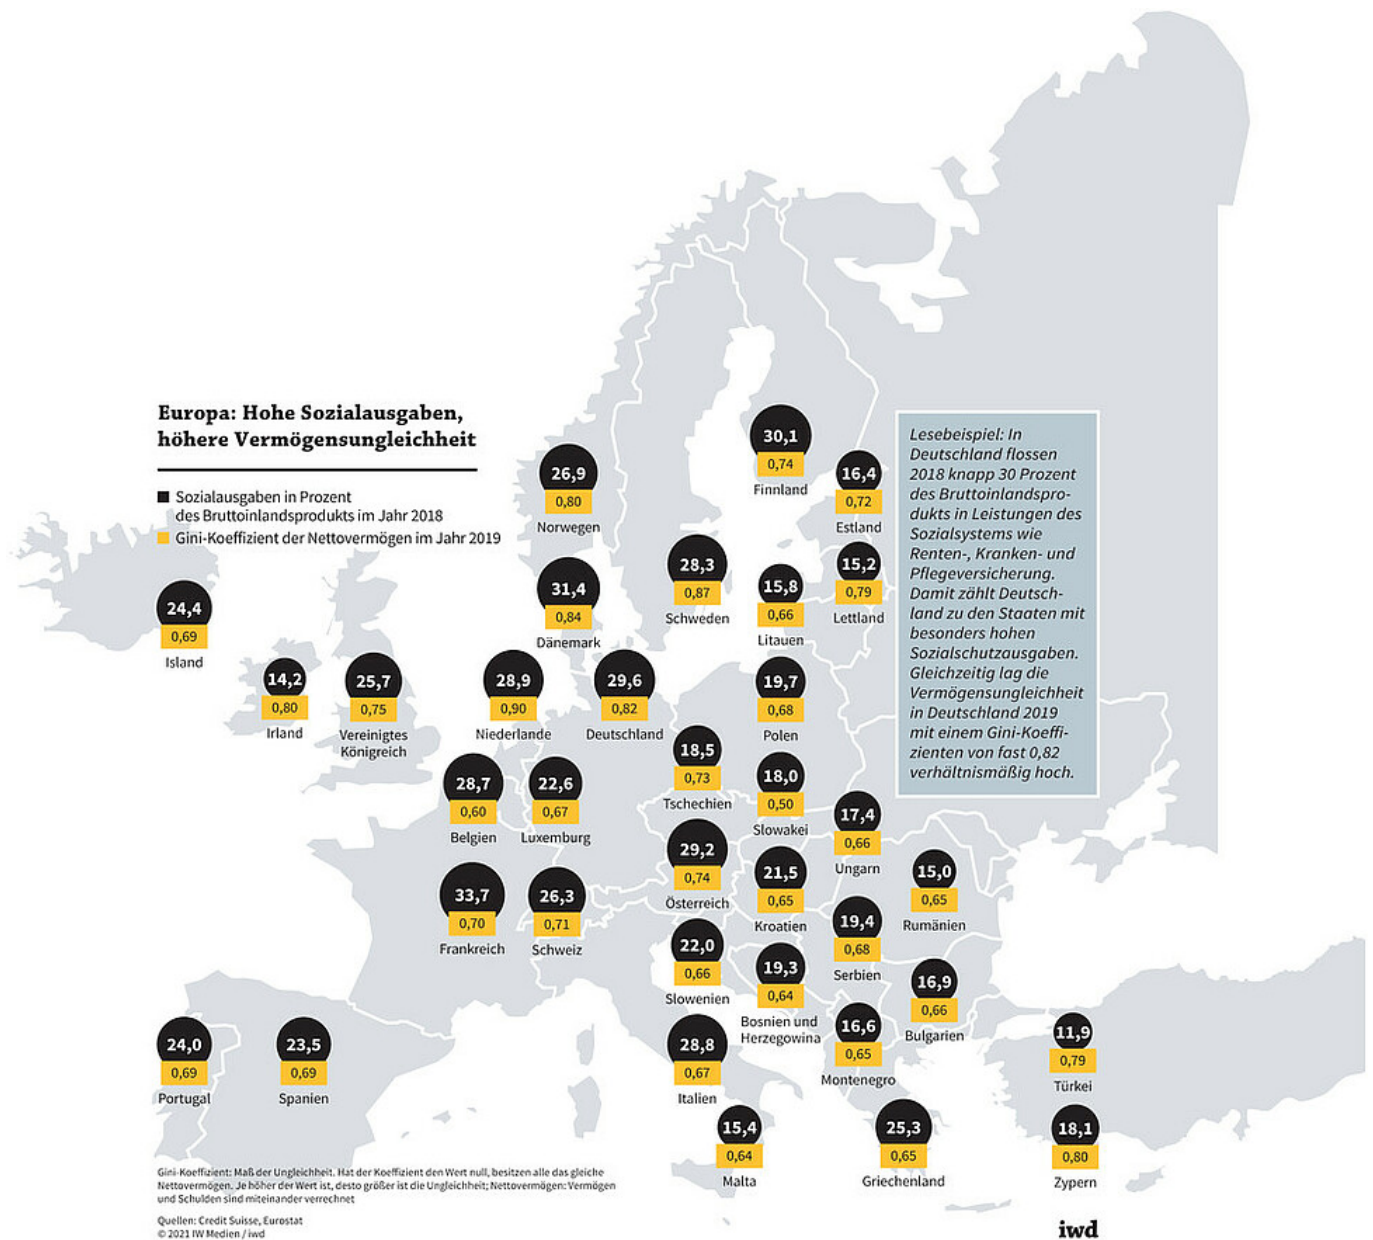 Europa: Hohe Sozialausgaben,
höhere Vermögensungleichheit
Sozialausgaben in Prozent
des Bruttoinlandsprodukts im Jahr 2018
Gini-Koeffizient der Nettovermögen im Jahr 2019
30,1
0,74
Finnland
26,9
0,80
Norwegen
16,4
0,72
Estland
Lesebeispiel: In
Deutschland flossen
2018 knapp 30 Prozent
des Bruttoinlandspro-
dukts in Leistungen des
Sozialsystems wie
Renten-, Kranken- und
Pflegeversicherung.
Damit zählt Deutsch-
land zu den Staaten mit
besonders hohen
Sozialschutzausgaben.
Gleichzeitig lag die
Vermögensungleichheit
in Deutschland 2019
mit einem Gini-Koeffi-
zienten von fast 0,82
verhältnismäßig hoch.
24,4
0,69
Island
31,4
0,84
Dänemark
28,3
0,87
Schweden
15,8
0,66
Litauen
15,2
0,79
Lettland
14,2
0,80
Irland
25,7
0,75
Vereinigtes
Königreich
28,9
0,90
Niederlande
29,6
0,82
Deutschland
19,7
0,68
Polen
28,7
0,60
Belgien
22,6
0,67
Luxemburg
18,5
0,73
Tschechien
18,0
0,50
Slowakei
17,4
0,66
Ungarn
33,7
0,70
Frankreich
26,3
0,71
Schweiz
29,2
0,74
Österreich
21,5
0,65
Kroatien
15,0
0,65
Rumänien
22,0
0,66
Slowenien
19,3
0,64
Bosnien und
Herzegowina
19,4
0,68
Serbien
16,9
0,66
Bulgarien
24,0
0,69
Portugal
23,5
0,69
Spanien
28,8
0,67
Italien
16,6
0,65
Montenegro
11,9
0,79
Türkei
15,4
0,64
Malta
25,3
0,65
Griechenland
18,1
0,80
Zypern
Gini-Koeffizient: Maß der Ungleichheit. Hat der Koeffizient den Wert null, besitzen alle das gleiche
Nettovermögen. Je höher der Wert ist, desto größer ist die Ungleichheit; Nettovermögen: Vermögen
und Schulden sind miteinander verrechnet
Quellen: Credit Suisse, Eurostat
© 2021 IW Medien / iwd
iwd